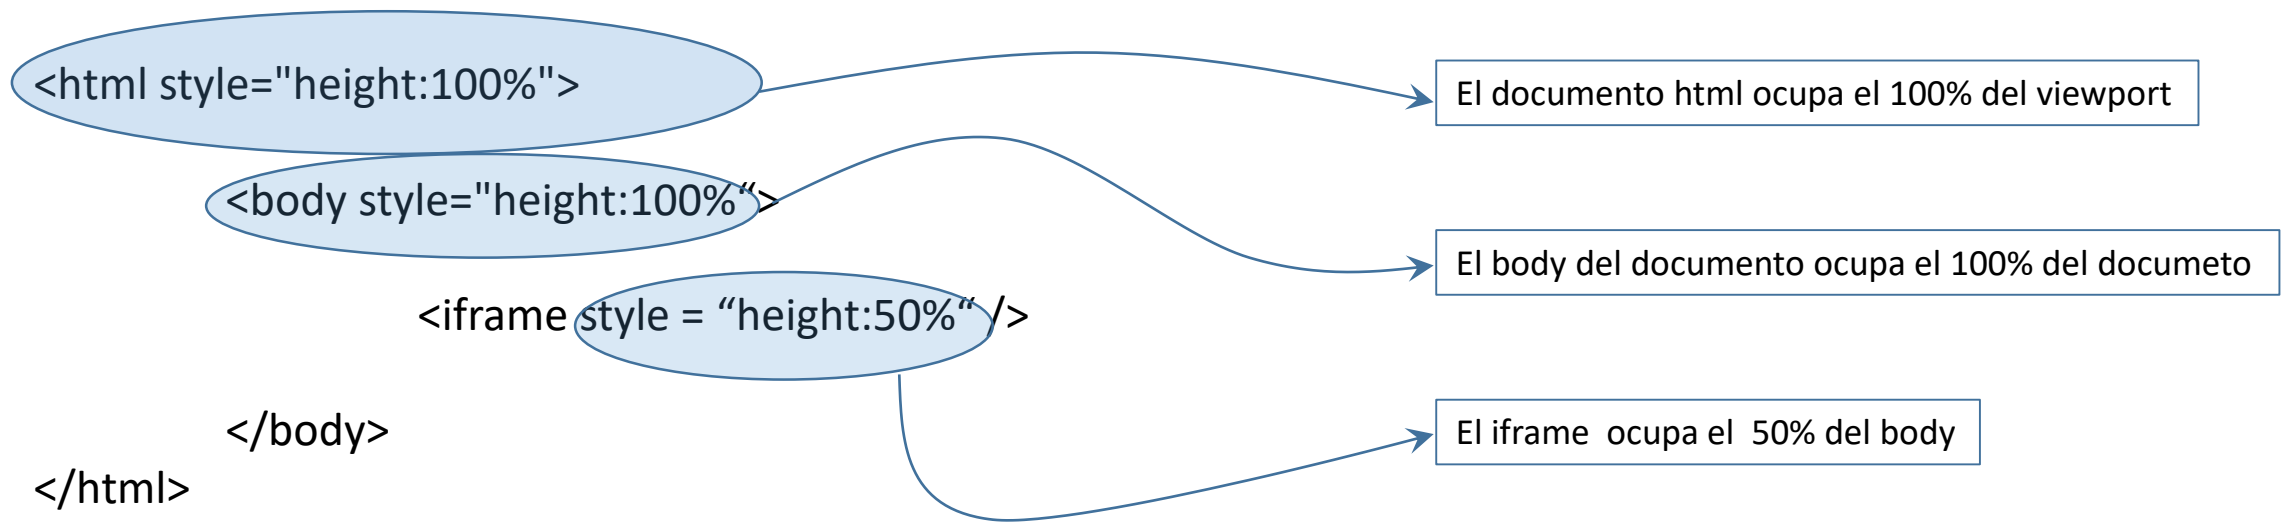 <html style="height:100%">
El documento html ocupa el 100% del viewport
<body style="height:100%“>
El body del documento ocupa el 100% del documeto
<iframe style = “height:50%“ />
</body>
El iframe  ocupa el  50% del body
</html>